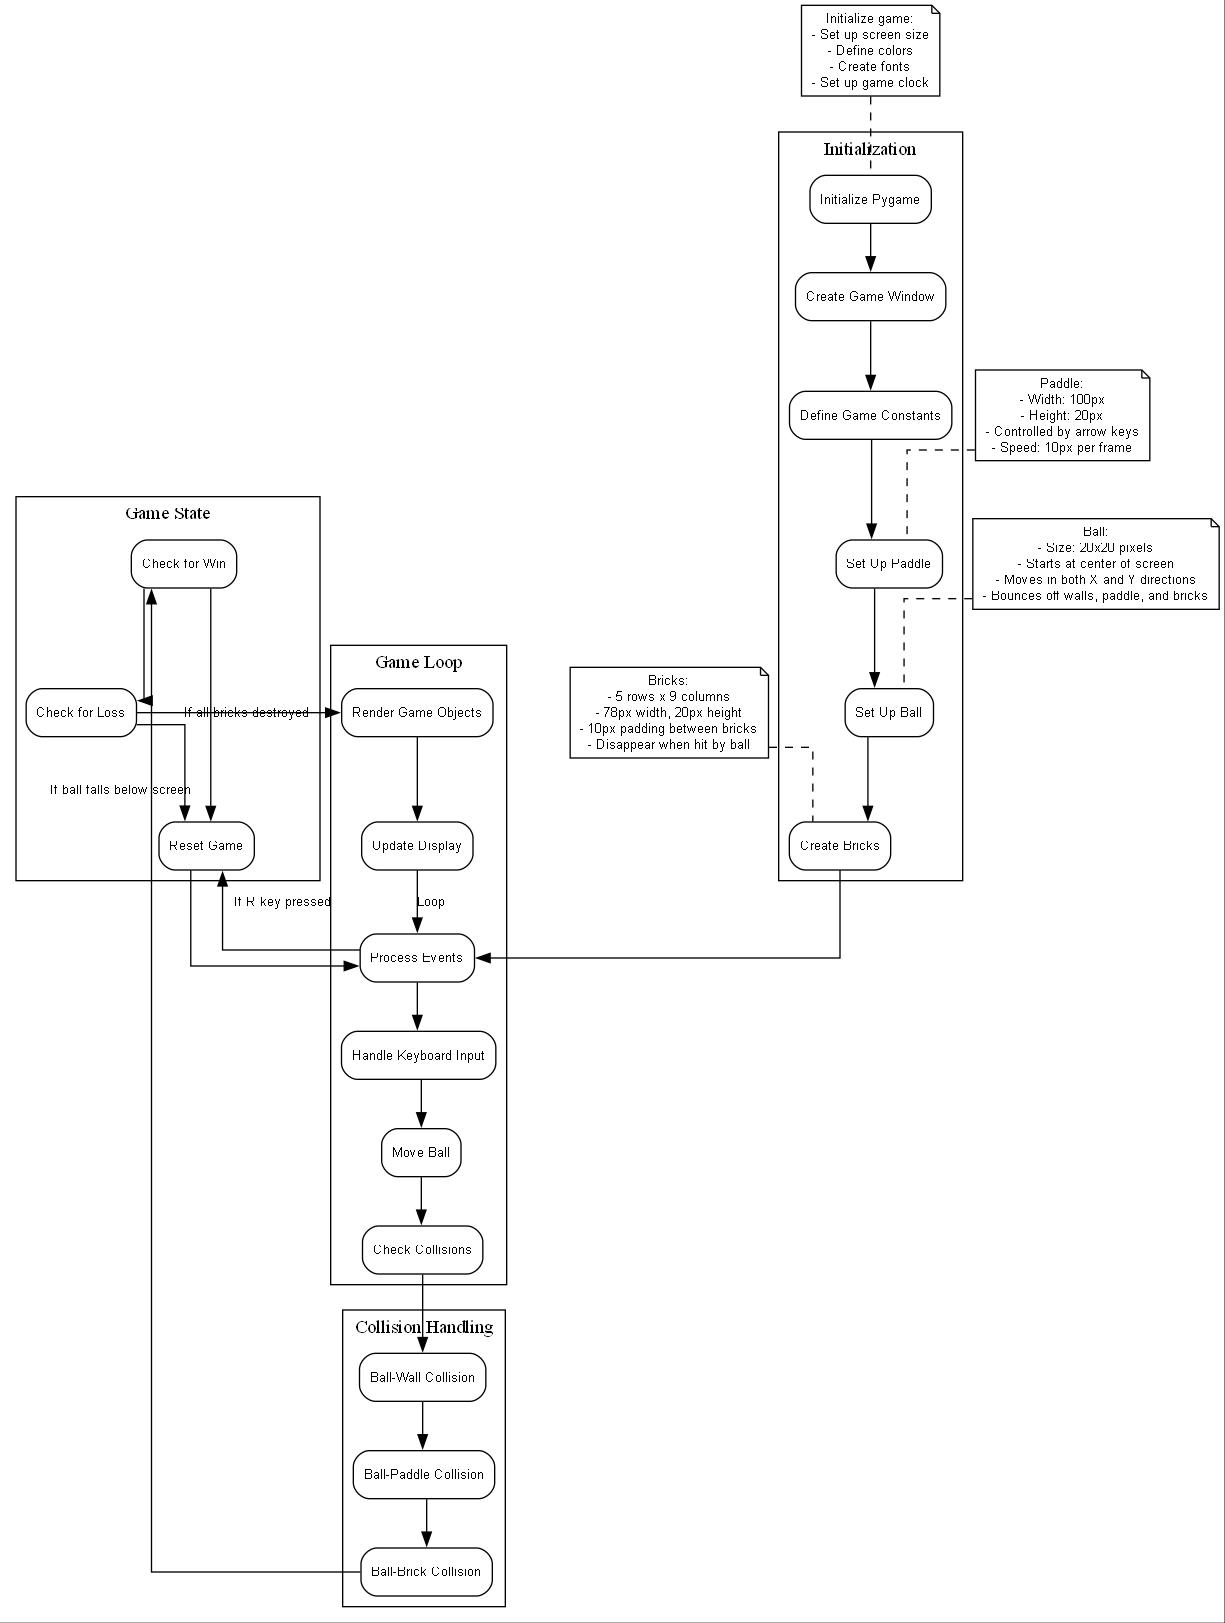 Initialize game:
- Set up screen size
- Define colors
- Create fonts
- Set up game clock
Initialization
Initialize Pygame
Create Game Window
Define Game Constants
Paddle:
- Width: 100px
- Height: 20px
- Controlled by arrow keys
- Speed: 10px per frame
Set Up Paddle
Ball:
- Size: 20x20 pixels
- Starts at center of screen
- Moves in both X and Y directions
- Bounces off walls, paddle, and bricks
Set Up Ball
Bricks:
- 5 rows x 9 columns
- 78px width, 20px height
- 10px padding between bricks
- Disappear when hit by ball
Create Bricks
Game State
Check for Win
Check for Loss
If all bricks destroyed
If ball falls below screen
Reset Game
If R key pressed
Game Loop
Render Game Objects
Update Display
Loop
Process Events
Handle Keyboard Input
Move Ball
Check Collisions
Collision Handling
Ball-Wall Collision
Ball-Paddle Collision
Ball-Brick Collision